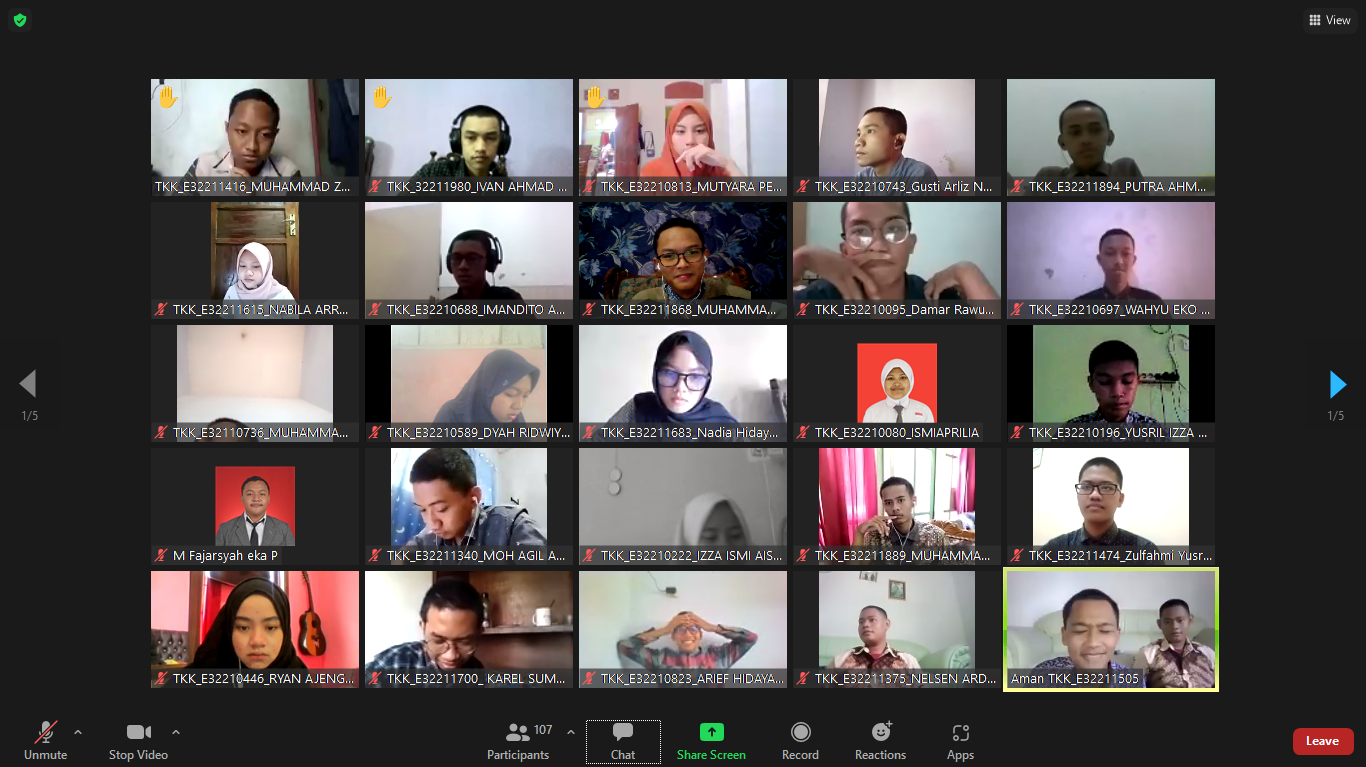 View
TKK_E32211416_MUHAMMAD Z...
TKK_32211980_IVAN AHMAD ...
TKK_E32210813_MUTYARA PE...
TKK_E32210743_Gusti Arliz N...
TKK_E32211894_PUTRA AHM...
TKK_E32211615_NABILA ARR...
TKK_E32210688_IMANDITO A...
TKK_E32211868_MUHAMMA...
TKK_E32210095_Damar Rawu...
TKK_E32210697_WAHYU EKO ...
TKK_E32110736_MUHAMMA...
TKK_E32210589_DYAH RIDWIY...
TKK_E32211683_Nadia Hiday...
TKK_E32210080_ISMIAPRILIA
TKK_E32210196_YUSRIL IZZA ...
1/5
1/5
M Fajarsyah eka P
TKK_E32211340_MOH AGIL A...
TKK_E32210222_IZZA ISMI AIS...
TKK_E32211889_MUHAMMA...
TKK_E32211474_Zulfahmi Yusr...
TKK_E32210446_RYAN AJENG...
TKK_E32211700_ KAREL SUM...
TKK_E32210823_ARIEF HIDAYA...
TKK_E32211375_NELSEN ARD...
Aman TKK_E32211505
Unmute
Stop Video
Participants 107
Chat
Share Screen
Record
Reactions
Apps
Leave